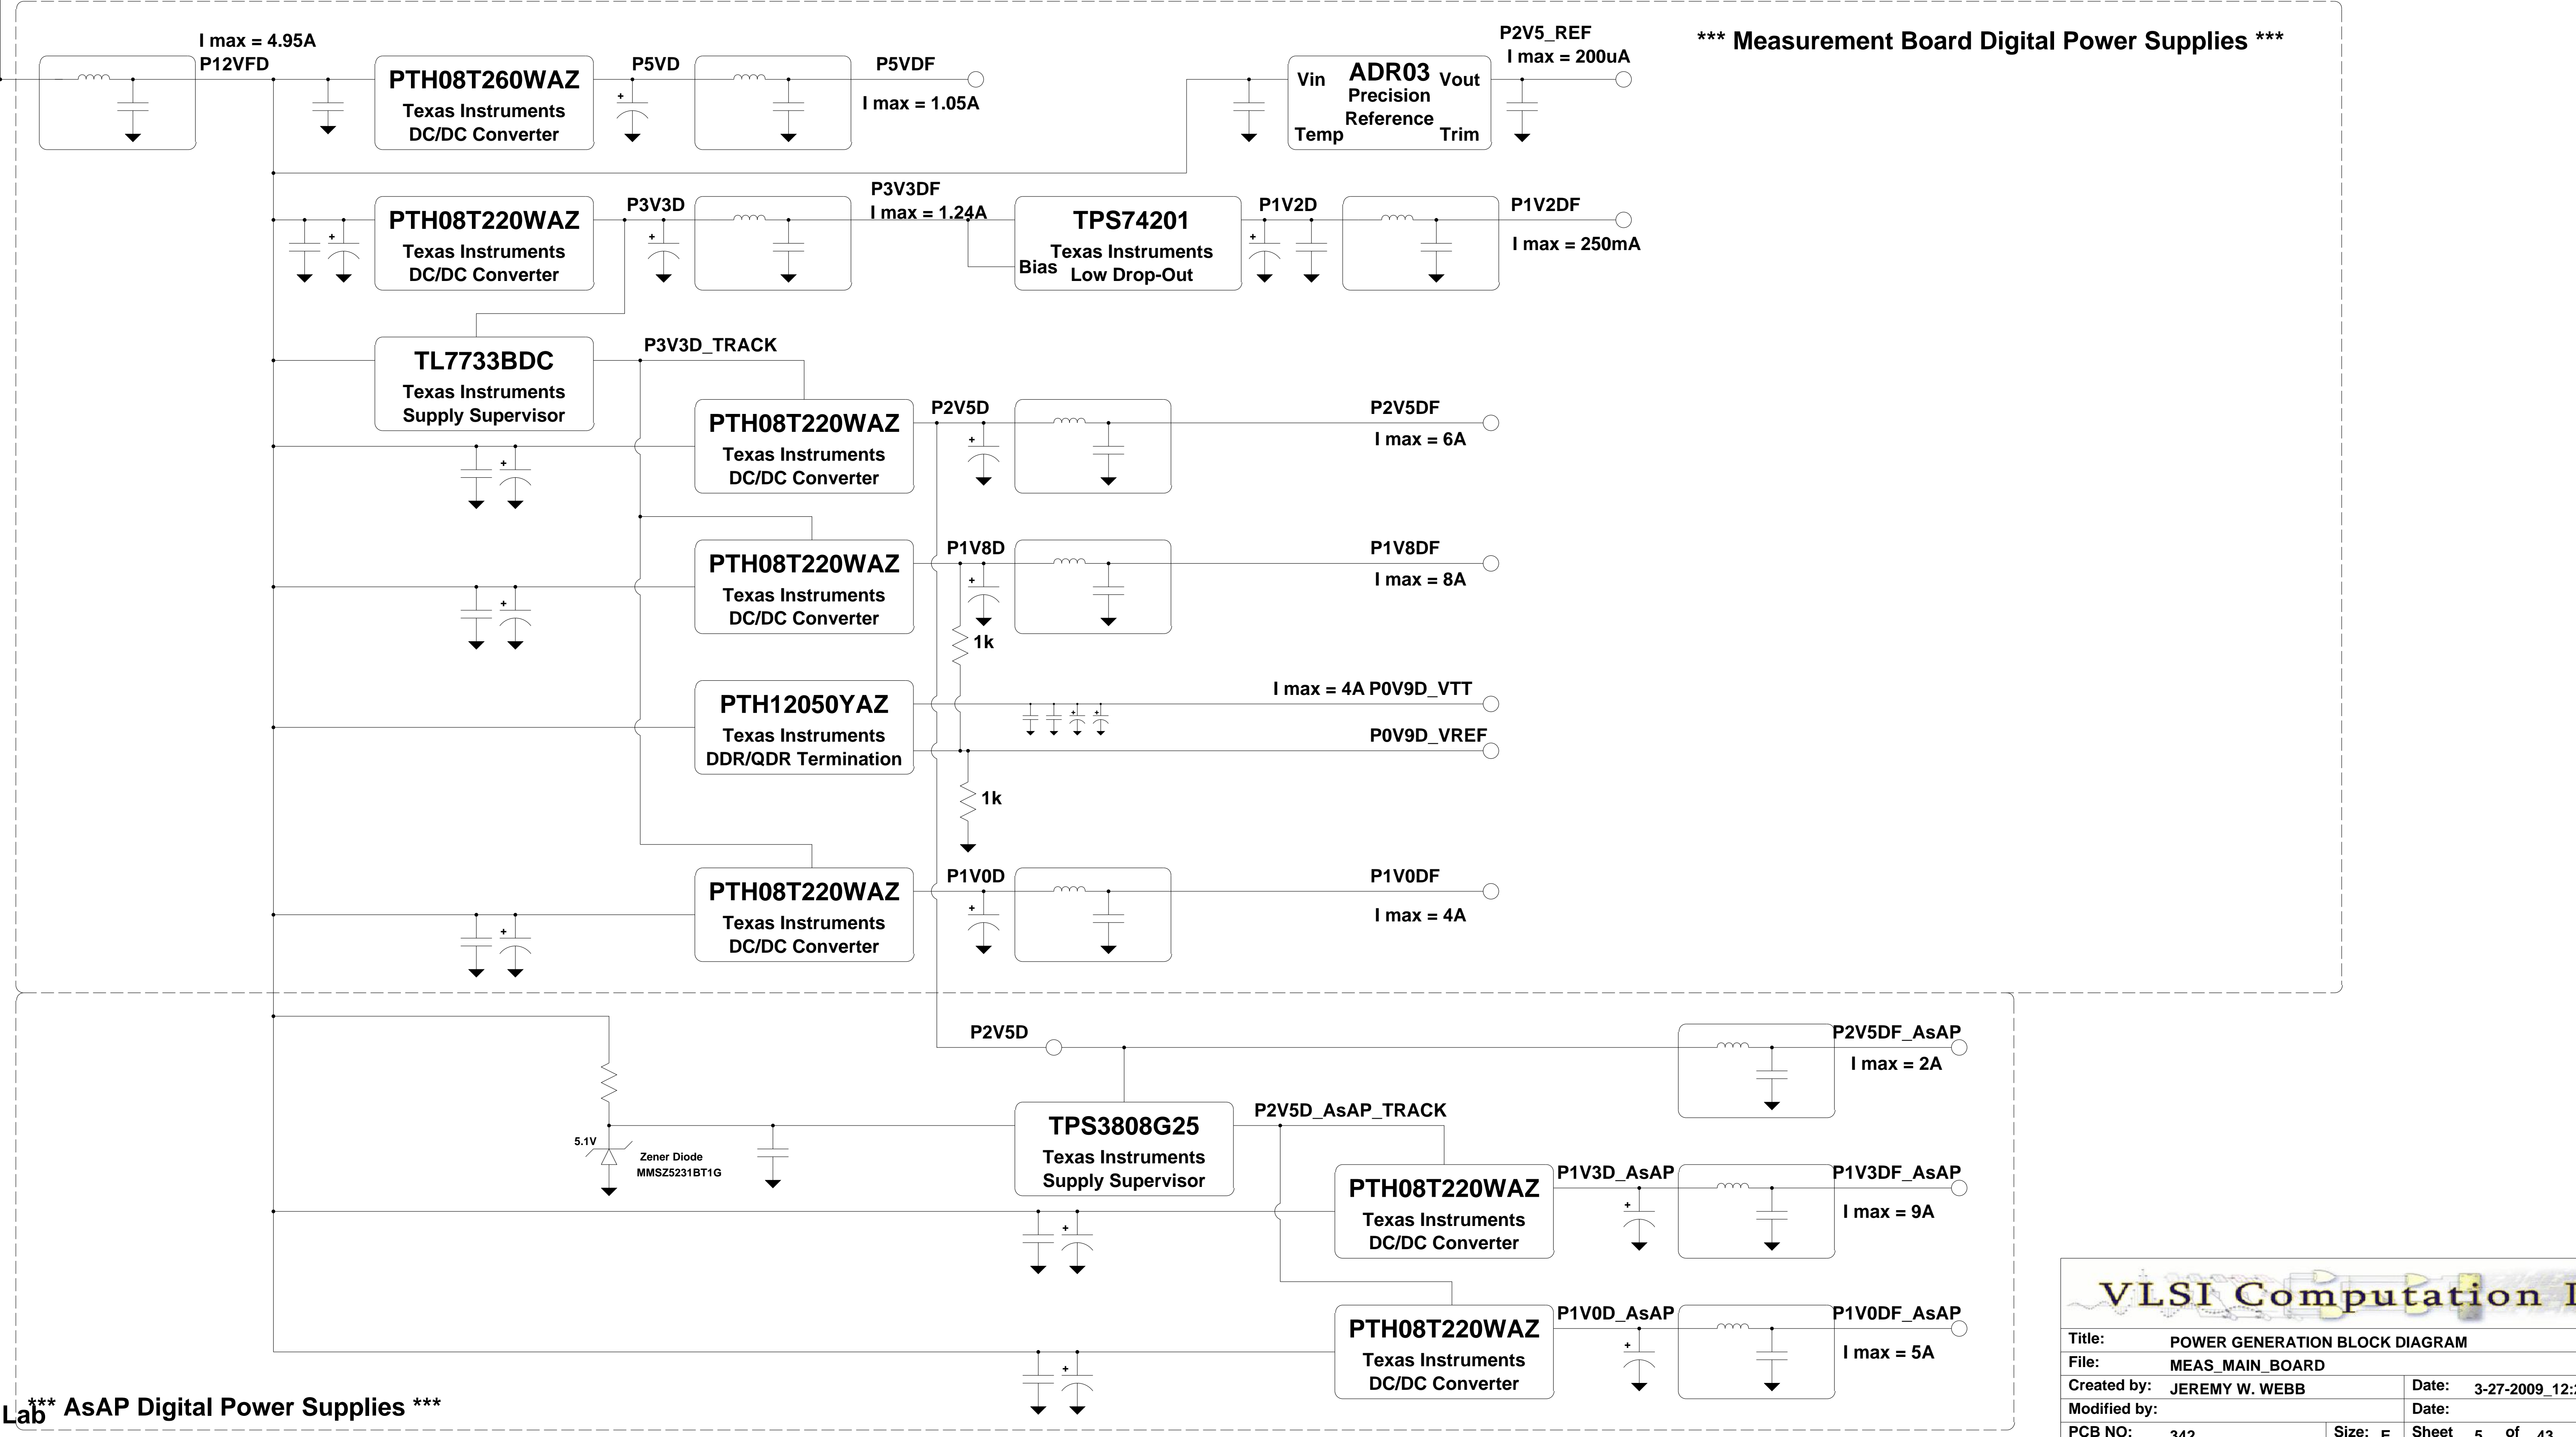 *** Measurement Board Digital Power Supplies ***
I max = 4.95A
P12VFD
PTH08T260WAZ
Texas Instruments
DC/DC Converter
P5VD
+
P5VDF
I max = 1.05A
Vin
ADR03
Vout
Precision
Reference
Temp
Trim
P2V5_REF
I max = 200uA
+
PTH08T220WAZ
Texas Instruments
DC/DC Converter
P3V3D
+
P3V3DF
I max = 1.24A
TPS74201
Texas Instruments
Bias
Low Drop-Out
P1V2D
+
P1V2DF
I max = 250mA
TL7733BDC
Texas Instruments
Supply Supervisor
P3V3D_TRACK
+
PTH08T220WAZ
Texas Instruments
DC/DC Converter
P2V5D
+
P2V5DF
I max = 6A
+
PTH08T220WAZ
Texas Instruments
DC/DC Converter
P1V8D
+
P1V8DF
I max = 8A
1k
PTH12050YAZ
Texas Instruments
DDR/QDR Termination
+ +
I max = 4A P0V9D_VTT
P0V9D_VREF
1k
+
PTH08T220WAZ
Texas Instruments
DC/DC Converter
P1V0D
+
P1V0DF
I max = 4A
P2V5D
P2V5DF_AsAP
I max = 2A
5.1V
Zener Diode
MMSZ5231BT1G
TPS3808G25
Texas Instruments
Supply Supervisor
P2V5D_AsAP_TRACK
+
PTH08T220WAZ
Texas Instruments
DC/DC Converter
P1V3D_AsAP
+
P1V3DF_AsAP
I max = 9A
+
PTH08T220WAZ
Texas Instruments
DC/DC Converter
P1V0D_AsAP
+
P1V0DF_AsAP
I max = 5A
*** AsAP Digital Power Supplies ***
Lab
VLSI Computation
Title: POWER GENERATION BLOCK DIAGRAM
File: MEAS_MAIN_BOARD
Created by: JEREMY W. WEBB Date: 3-27-2009_12:
Modified by: Date:
PCB NO: 342 Size: E Sheet 5 of 43